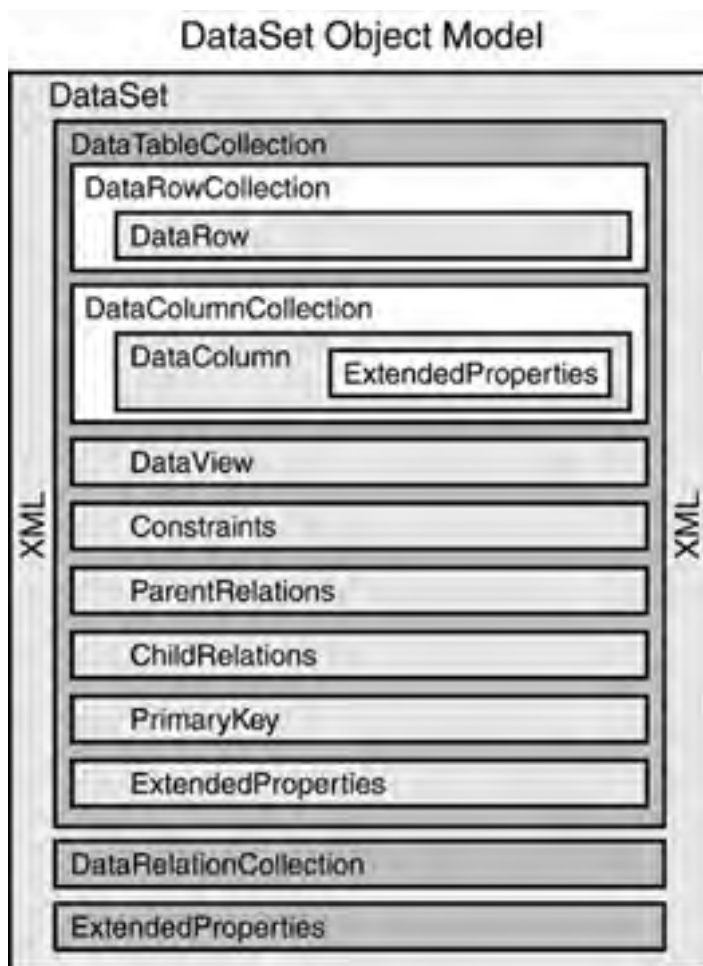 DataSet Object Model
DataSet
DataTableCollection
DataRowCollection
DataRow
DataColumnCollection
DataColumn
ExtendedProperties
DataView
Constraints
ParentRelations
ChildRelations
PrimaryKey
ExtendedProperties
XML
XML
DataRelationCollection
ExtendedProperties